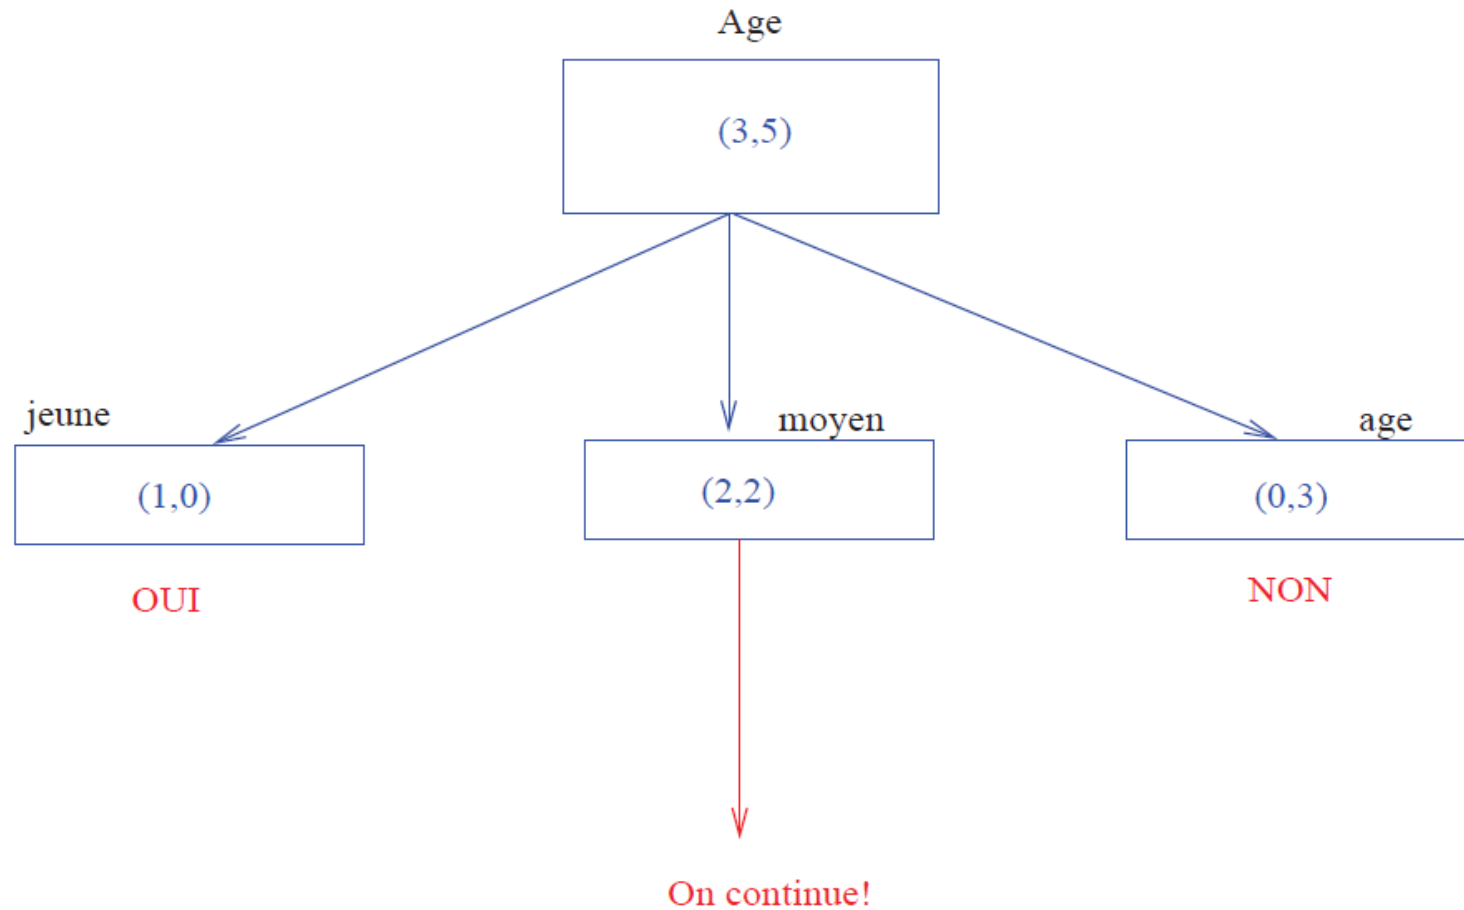 Age
(3,5)
jeune
moyen
age
(1,0)
(2,2)
(0,3)
OUI
NON
On continue!